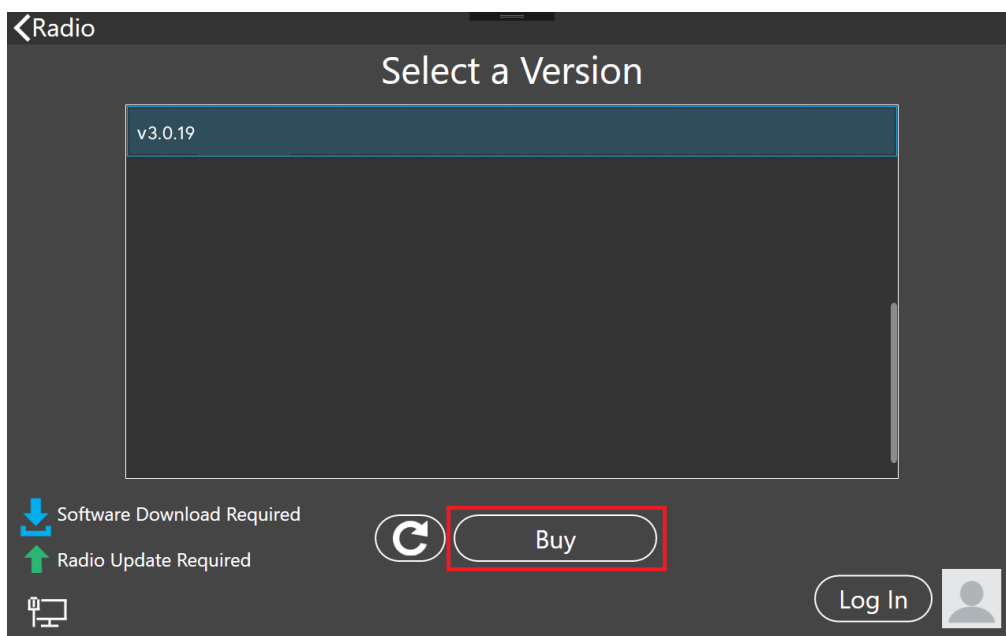 Radio
Select a Version
v3.0.19
Software Download Required
Radio Update Required
Buy
Log In